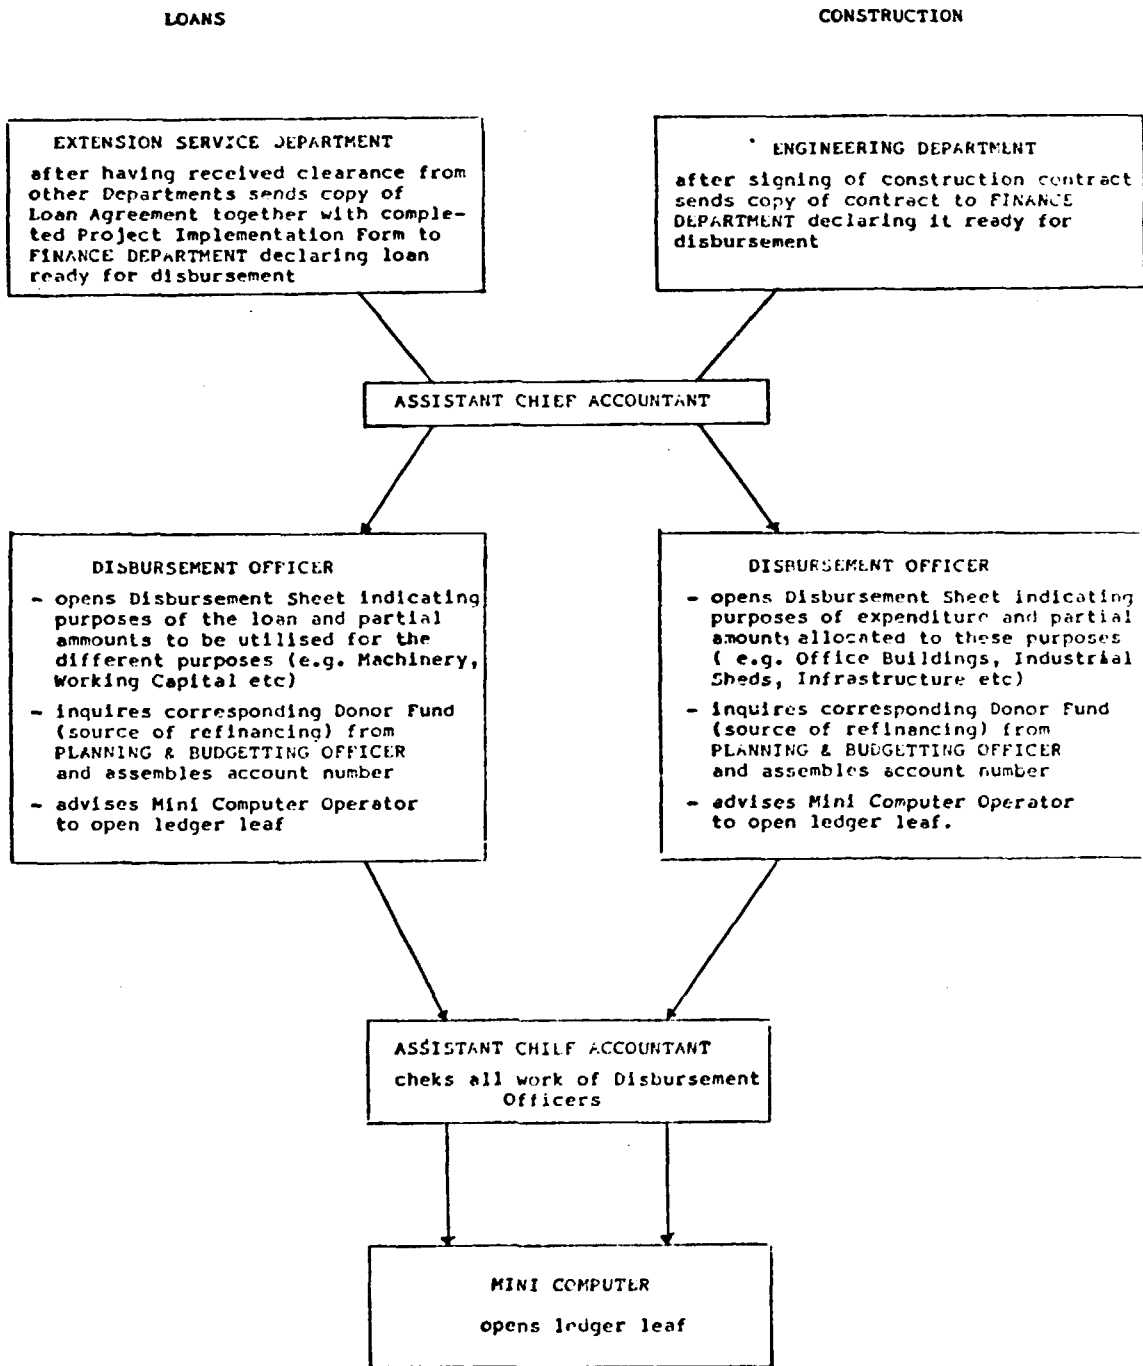 LOANS
CONSTRUCTION
EXTENSION SERVICE DEPARTMENT
after having received clearance from
other Departments sends copy of
Loan Agreement together with comple-
ted Project Implementation Form to
FINANCE DEPARTMENT declaring loan
ready for disbursement
ENGINEERING DEPARTMENT
after signing of construction contract
sends copy of contract to FINANCE
DEPARTMENT declaring it ready for
disbursement
ASSISTANT CHIEF ACCOUNTANT
DISBURSEMENT OFFICER
- opens Disbursement Sheet indicating
purposes of the loan and partial
ammounts to be utilised for the
different purposes (e.g. Machinery,
Working Capital etc)
- inquires corresponding Donor Fund
(source of refinancing) from
PLANNING & BUDGETTING OFFICER
and assembles account number
- advises Mini Computer Operator
to open ledger leaf
DISBURSEMENT OFFICER
- opens Disbursement Sheet indicating
purposes of expenditure and partial
amounts allocated to these purposes
( e.g. Office Buildings, Industrial
Sheds, Infrastructure etc)
- inquires corresponding Donor Fund
(source of refinancing) from
PLANNING & BUDGETTING OFFICER
and assembles account number
- advises Mini Computer Operator
to open ledger leaf.
ASSISTANT CHIEF ACCOUNTANT
cheks all work of Disbursement
Officers
MINI COMPUTER
opens ledger leaf